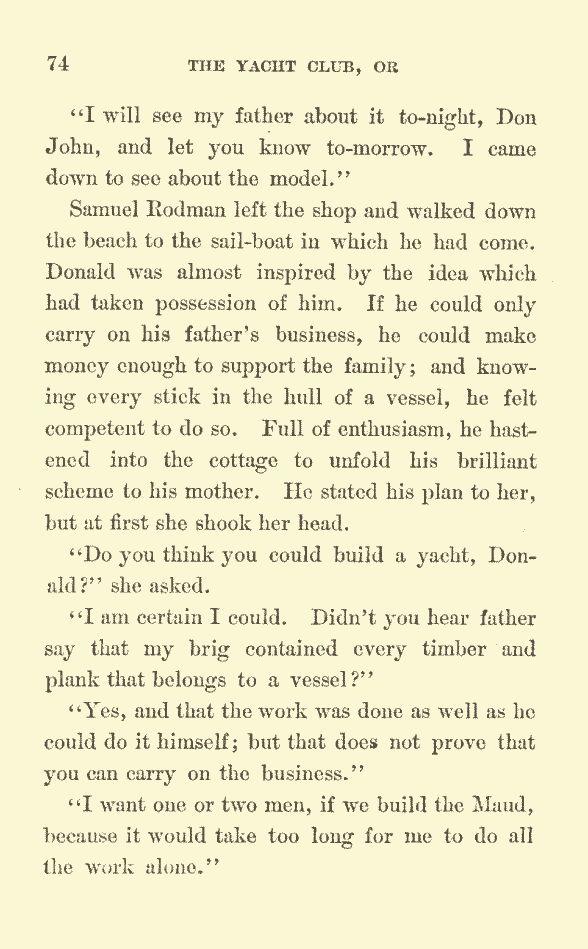 74 THE YACHT CLUB, OR
"I will see my father about it to-night, Don
John, and let you know to-morrow. I came
down to see about the model."
Samuel Rodman left the shop and walked down
the beach to the sail-boat in which he had come.
Donald was almost inspired by the idea which
had taken possession of him. If he could only
carry on his father's business, he could make
money enough to support the family; and know-
ing every stick in the hull of a vessel, he felt
competent to do so. Full of enthusiasm, he hast-
ened into the cottage to unfold his brilliant
scheme to his mother. He stated his plan to her,
but at first she shook her head.
"Do you think you could build a yacht, Don-
ald?" she asked.
"I am certain I could. Didn't you hear father
say that my brig contained every timber and
plank that belongs to a vessel?"
"Yes, and that the work was done as well as he
could do it himself; but that does not prove that
you can carry on the business."
"I want one or two men, if we build the Maud,
because it would take too long for me to do all
the work alone."